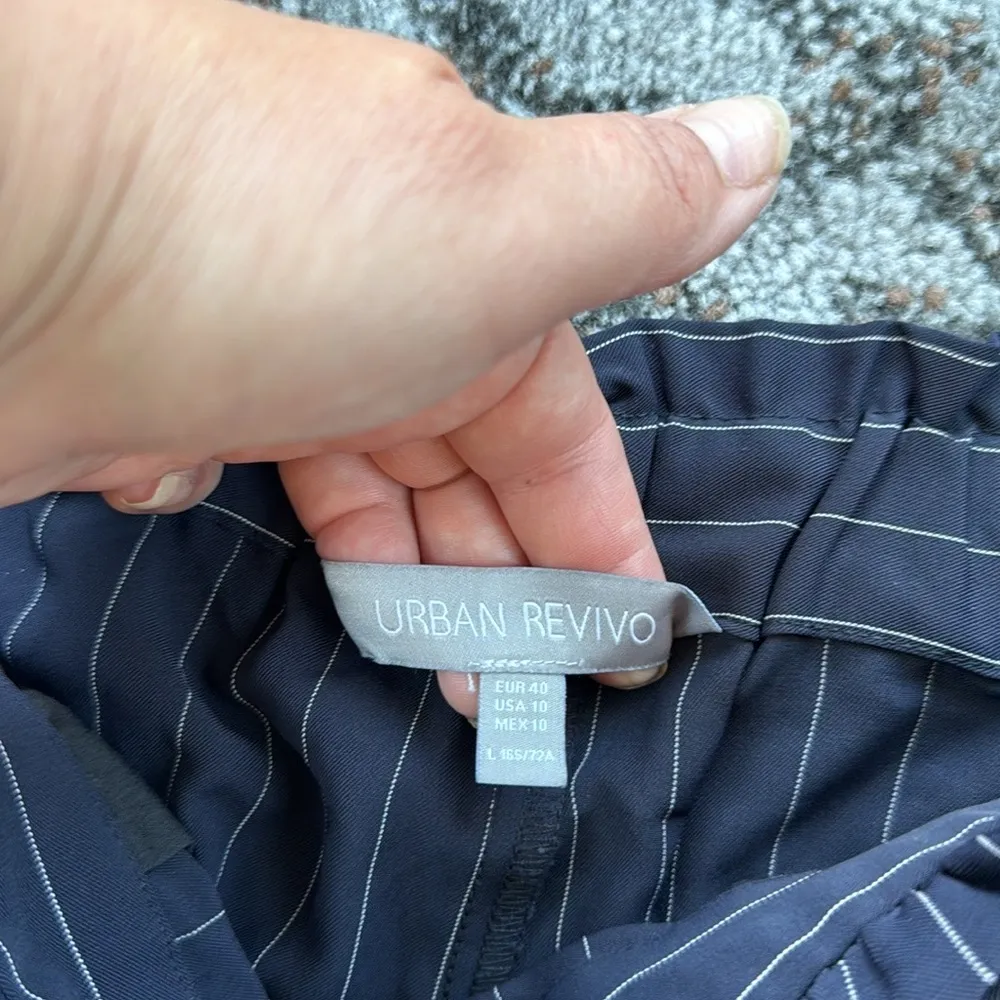 URBAN REVIVO
EUR 40
USA 10
MEX 10
L 165/72A